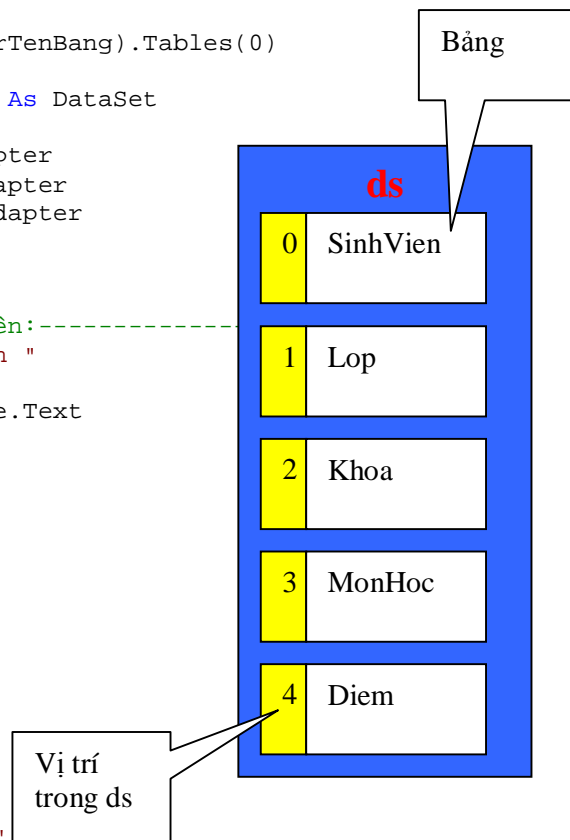 rTenBang).Tables(0)
As DataSet
pter
apter
dapter
ên:--------------
n "
e.Text
"
Bảng
ds
0 SinhVien
1 Lop
2 Khoa
3 MonHoc
4 Diem
Vị trí
trong ds